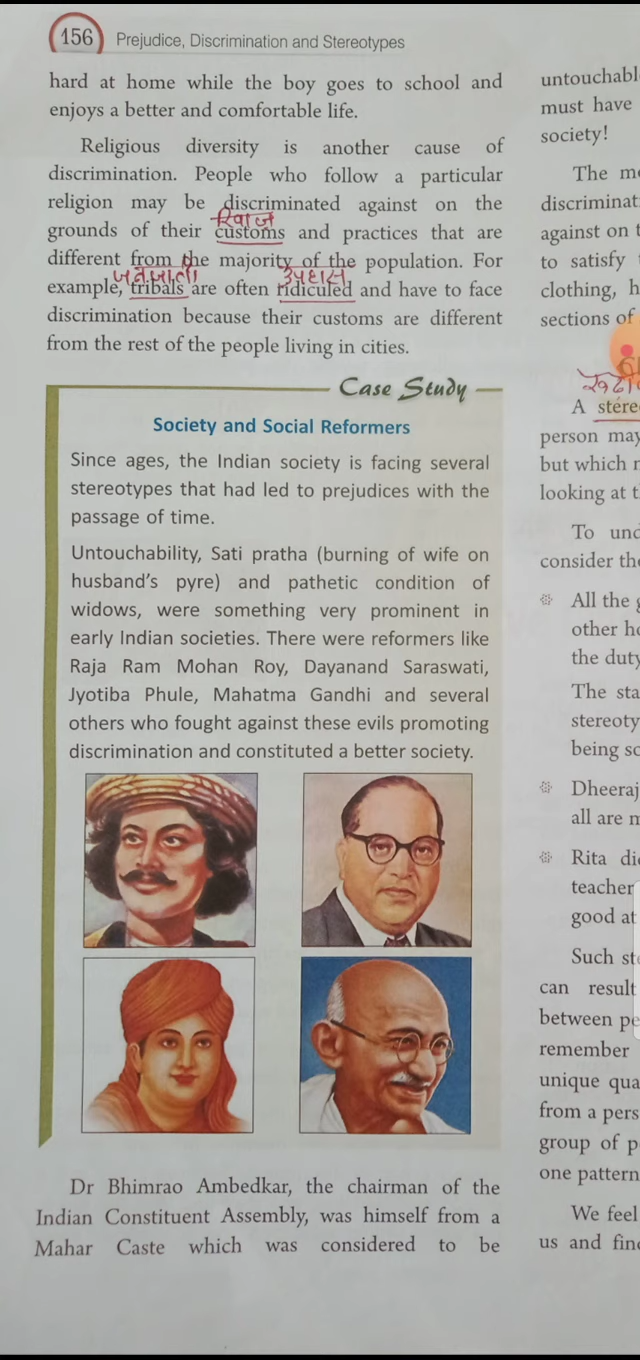 156 Prejudice, Discrimination and Stereotypes
hard at home while the boy goes to school and
enjoys a better and comfortable life.
Religious diversity is another cause of
discrimination. People who follow a particular
religion may be discriminated against on the
रिवाज
grounds of their customs and practices that are
different from the majority of the population. For
जनजाती उपहास
example, tribals are often ridiculed and have to face
discrimination because their customs are different
from the rest of the people living in cities.
Case Study
Society and Social Reformers
Since ages, the Indian society is facing several
stereotypes that had led to prejudices with the
passage of time.
Untouchability, Sati pratha (burning of wife on
husband's pyre) and pathetic condition of
widows, were something very prominent in
early Indian societies. There were reformers like
Raja Ram Mohan Roy, Dayanand Saraswati,
Jyotiba Phule, Mahatma Gandhi and several
others who fought against these evils promoting
discrimination and constituted a better society.
Dr Bhimrao Ambedkar, the chairman of the
Indian Constituent Assembly, was himself from a
Mahar Caste which was considered to be
untouchabl
must have
society!
The m
discriminat
against on t
to satisfy
clothing, h
sections of
A stere
person may
but which
looking at t
To und
consider the
All the g
other ho
the duty
The sta
stereoty
being so
Dheeraj
all are m
Rita di
teacher
good at
Such ste
can result
between pe
remember
unique qua
from a pers
group of p
one pattern
We feel
us and find